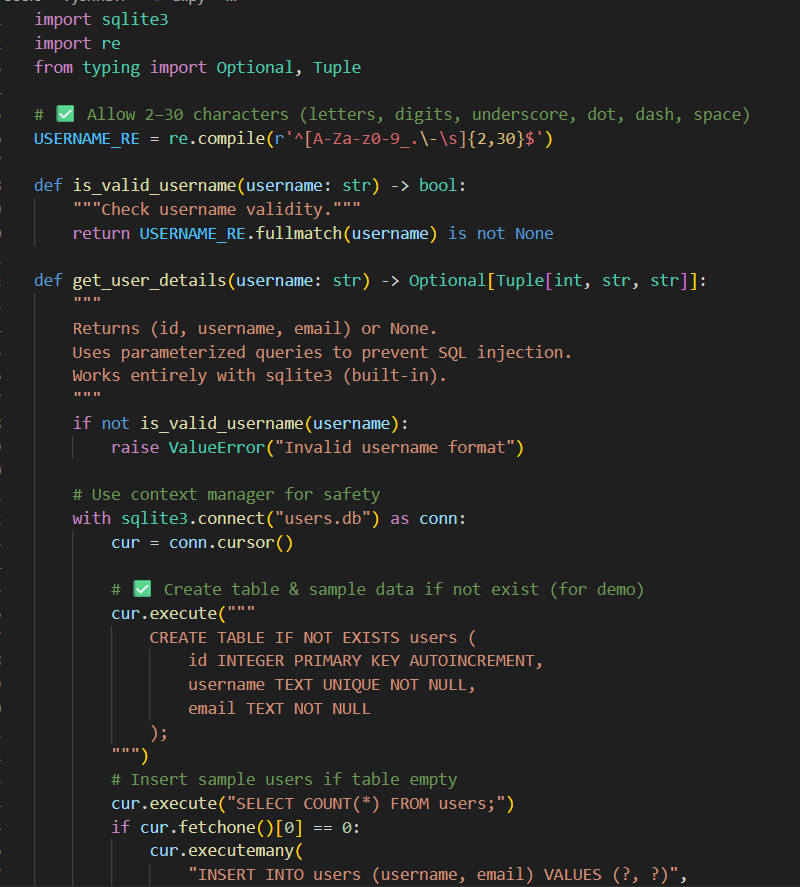 import sqlite3
import re
from typing import Optional, Tuple
# ✅ Allow 2–30 characters (letters, digits, underscore, dot, dash, space)
USERNAME_RE = re.compile(r'^[A-Za-z0-9_.\-\s]{2,30}$')
def is_valid_username(username: str) -> bool:
"""Check username validity."""
return USERNAME_RE.fullmatch(username) is not None
def get_user_details(username: str) -> Optional[Tuple[int, str, str]]:
"""
Returns (id, username, email) or None.
Uses parameterized queries to prevent SQL injection.
Works entirely with sqlite3 (built-in).
"""
if not is_valid_username(username):
raise ValueError("Invalid username format")
# Use context manager for safety
with sqlite3.connect("users.db") as conn:
cur = conn.cursor()
# ✅ Create table & sample data if not exist (for demo)
cur.execute("""
CREATE TABLE IF NOT EXISTS users (
id INTEGER PRIMARY KEY AUTOINCREMENT,
username TEXT UNIQUE NOT NULL,
email TEXT NOT NULL
);
""")
# Insert sample users if table empty
cur.execute("SELECT COUNT(*) FROM users;")
if cur.fetchone()[0] == 0:
cur.executemany(
"INSERT INTO users (username, email) VALUES (?, ?)",